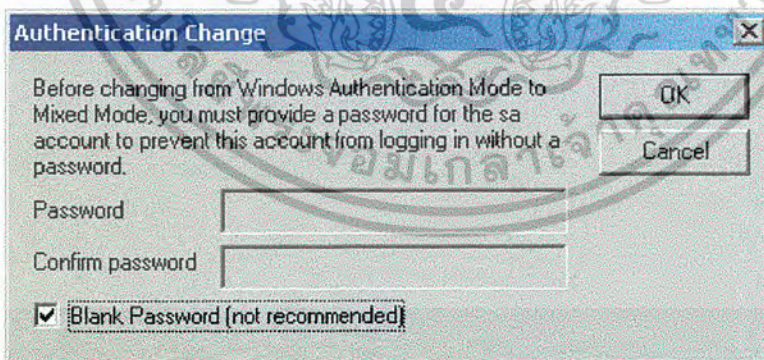 Authentication Change
Before changing from Windows Authentication Mode to
Mixed Mode, you must provide a password for the sa
account to prevent this account from logging in without a
password.
OK
Cancel
Password
Confirm password
Blank Password (not recommended)